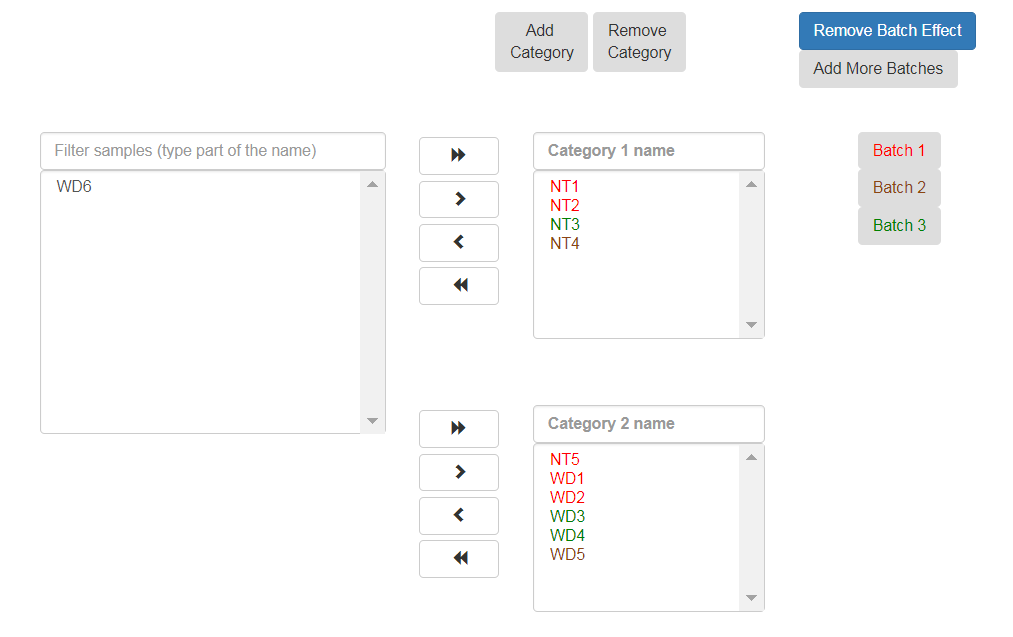 Add
Category
Remove
Category
Remove Batch Effect
Add More Batches
Filter samples (type part of the name)
WD6
Category 1 name
NT1
NT2
NT3
NT4
Batch 1
Batch 2
Batch 3
Category 2 name
NT5
WD1
WD2
WD3
WD4
WD5